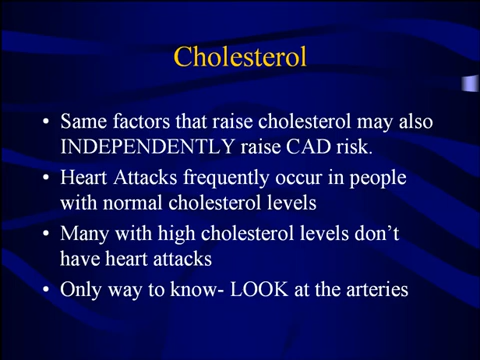 Cholesterol
• Same factors that raise cholesterol may also
INDEPENDENTLY raise CAD risk.
• Heart Attacks frequently occur in people
with normal cholesterol levels
• Many with high cholesterol levels don't
have heart attacks
• Only way to know- LOOK at the arteries